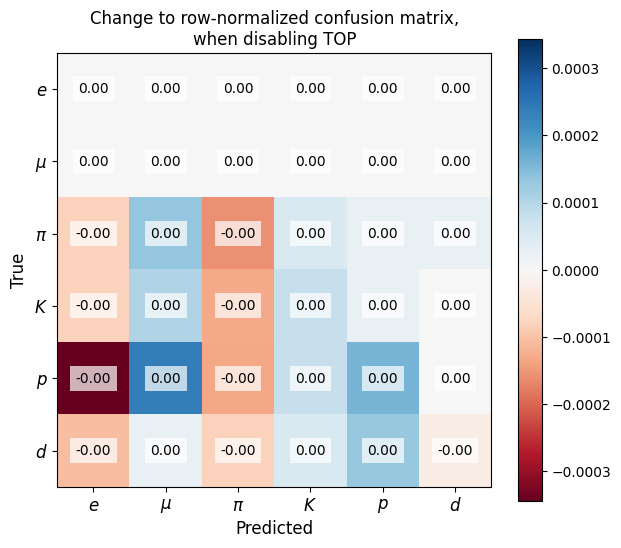 Change to row-normalized confusion matrix,
when disabling TOP
e 0.00 0.00 0.00 0.00 0.00 0.00
μ 0.00 0.00 0.00 0.00 0.00 0.00
π -0.00 0.00 -0.00 0.00 0.00 0.00
K -0.00 0.00 -0.00 0.00 0.00 0.00
p -0.00 0.00 -0.00 0.00 0.00 0.00
d -0.00 0.00 -0.00 0.00 0.00 -0.00
e μ π K p d
Predicted
True
0.0003
0.0002
0.0001
0.0000
−0.0001
−0.0002
−0.0003